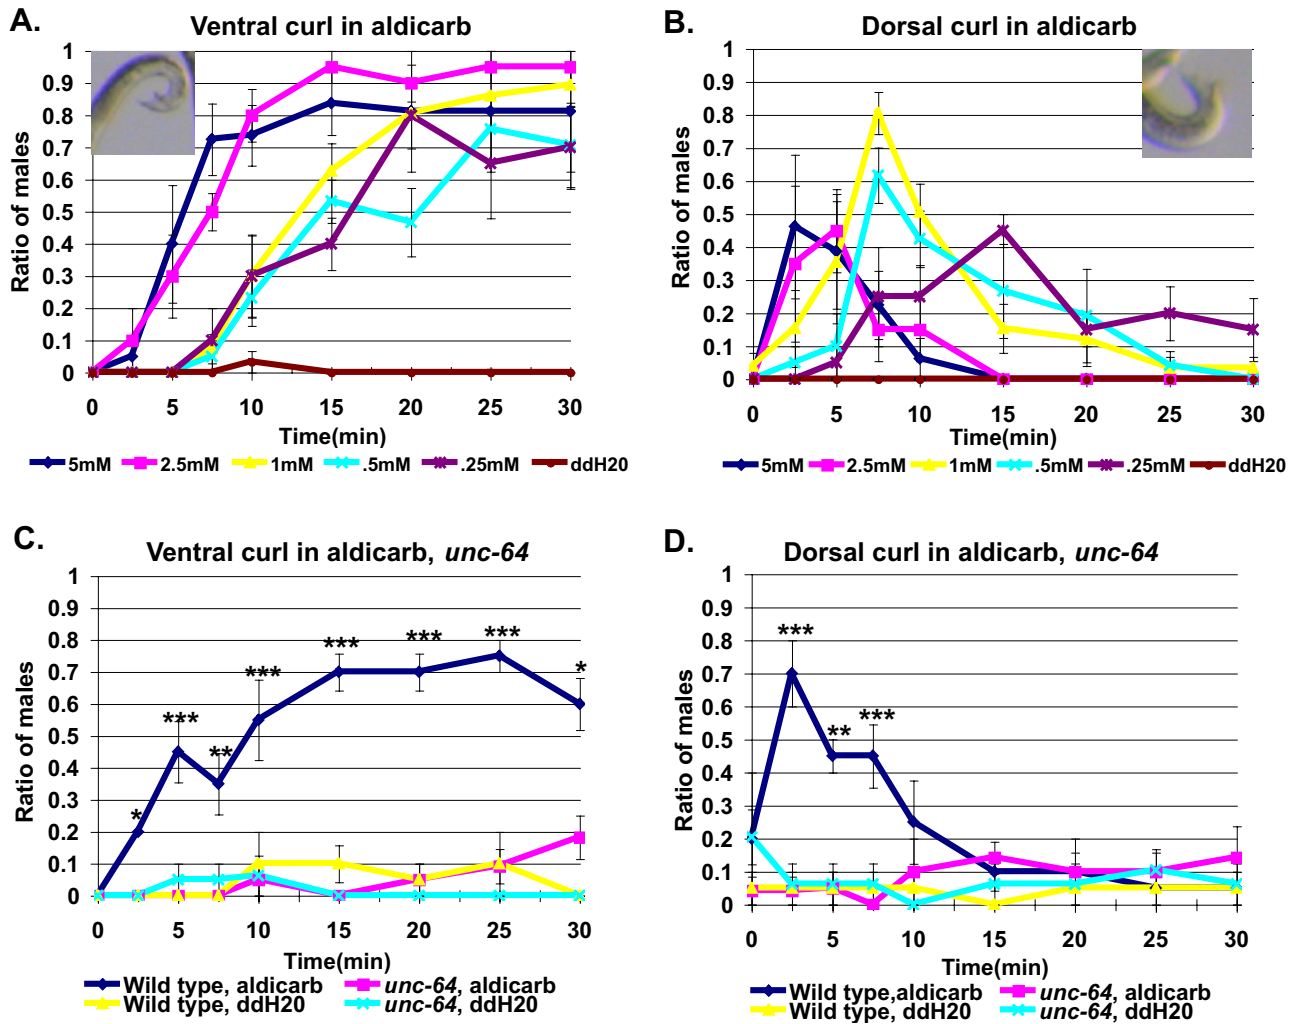 A.
Ventral curl in aldicarb
1
0.9
0.8
0.7
0.6
0.5
0.4
0.3
0.2
0.1
0
Ratio of males
0 5 10 15 20 25 30
Time(min)
5mM 2.5mM 1mM .5mM .25mM ddH20
B.
Dorsal curl in aldicarb
1
0.9
0.8
0.7
0.6
0.5
0.4
0.3
0.2
0.1
0
Ratio of males
0 5 10 15 20 25 30
Time(min)
5mM 2.5mM 1mM .5mM .25mM ddH20
C.
Ventral curl in aldicarb, unc-64
1
0.9
0.8
0.7
0.6
0.5
0.4
0.3
0.2
0.1
0
Ratio of males
* *** ** *** *** *** *** *
0 5 10 15 20 25 30
Time(min)
Wild type, aldicarb unc-64, aldicarb
Wild type, ddH20 unc-64, ddH20
D.
Dorsal curl in aldicarb, unc-64
1
0.9
0.8
0.7
0.6
0.5
0.4
0.3
0.2
0.1
0
Ratio of males
*** ** ***
0 5 10 15 20 25 30
Time(min)
Wild type,aldicarb unc-64, aldicarb
Wild type, ddH20 unc-64, ddH20